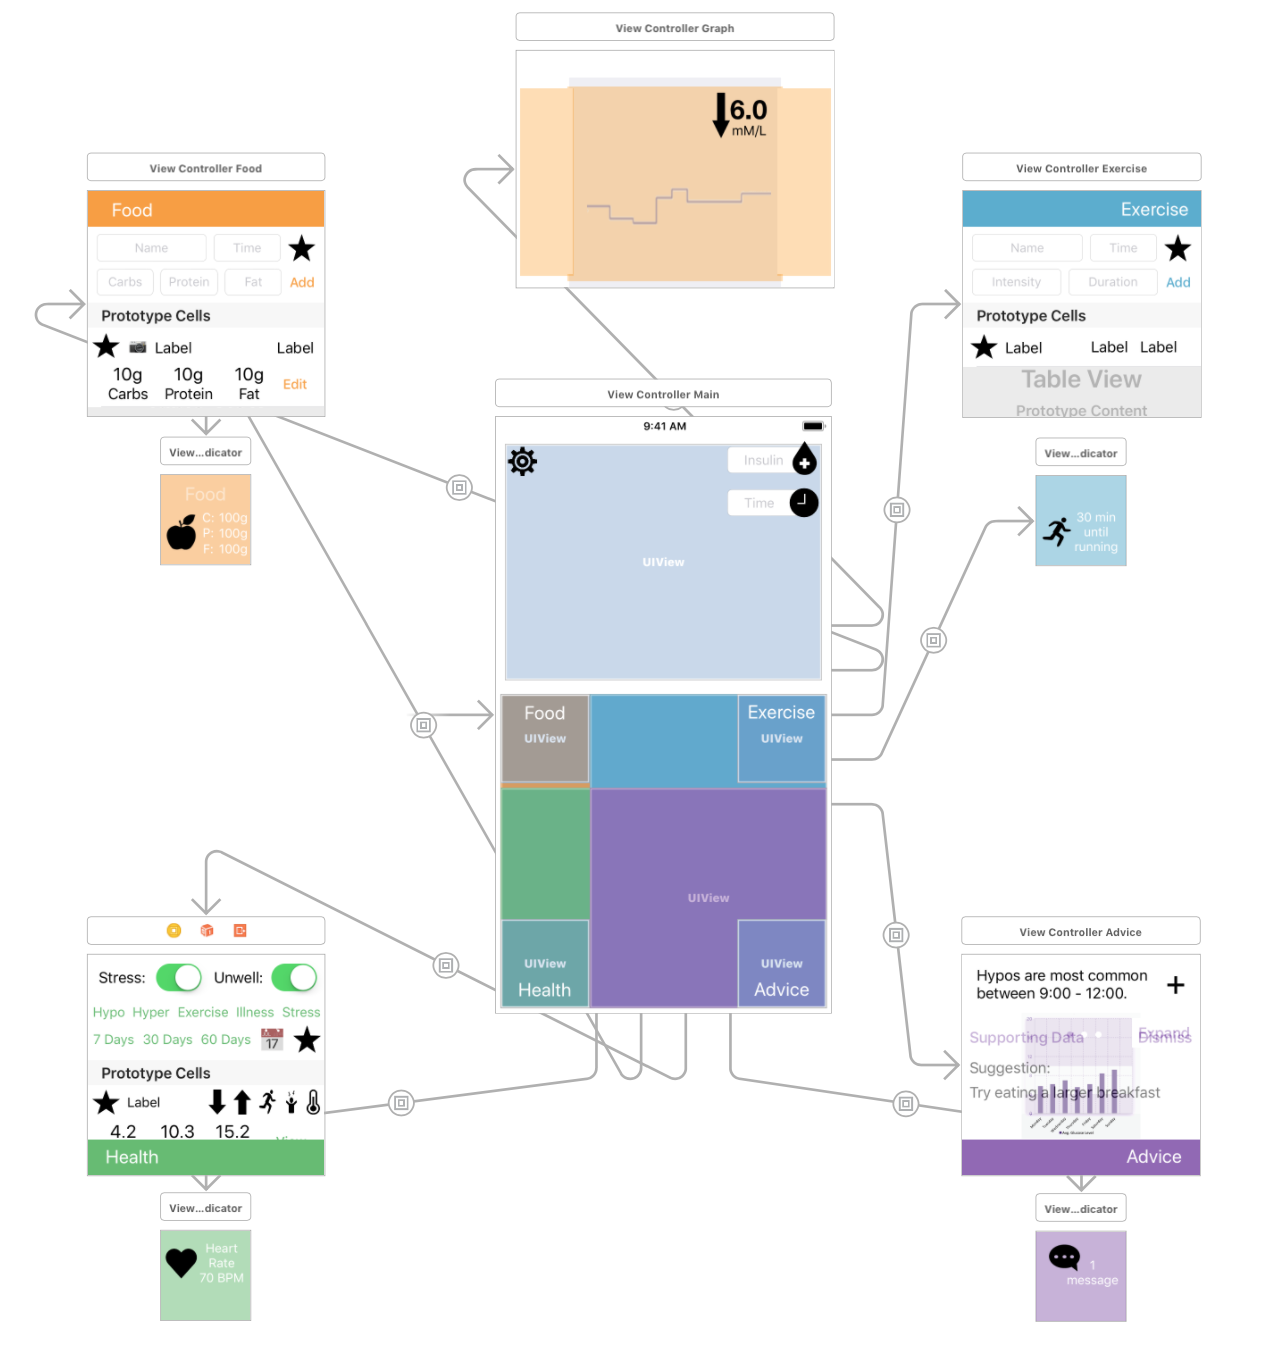 View Controller Graph
6.0
mM/L
View Controller Food
Food
Name
Time
Carbs
Protein
Fat
Add
Prototype Cells
Label
Label
10g
10g
10g
Carbs
Protein
Fat
Edit
View...dicator
Food
C: 100g
P: 100g
F: 100g
View Controller Exercise
Exercise
Name
Time
Intensity
Duration
Add
Prototype Cells
Label
Label
Label
Table View
Prototype Content
View...dicator
30 min
until
running
View Controller Main
9:41 AM
Insulin
Time
UIView
Food
UIView
Exercise
UIView
UIView
UIView
Health
UIView
Advice
Stress:
Unwell:
Hypo
Hyper
Exercise
Illness
Stress
7 Days
30 Days
60 Days
17
Prototype Cells
Label
4.2
10.3
15.2
Health
View...dicator
Heart
Rate
70 BPM
View Controller Advice
Hypos are most common
between 9:00 - 12:00.
Supporting Data
Expand
Dismiss
Suggestion:
Try eating a larger breakfast
Advice
View...dicator
1
message